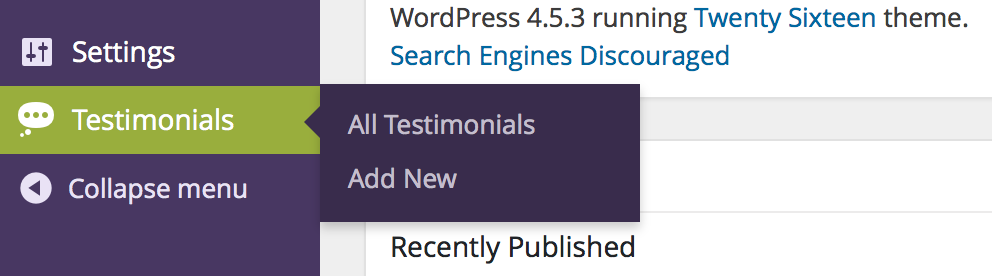 Settings
Testimonials
Collapse menu
All Testimonials
Add New
WordPress 4.5.3 running Twenty Sixteen theme.
Search Engines Discouraged
Recently Published